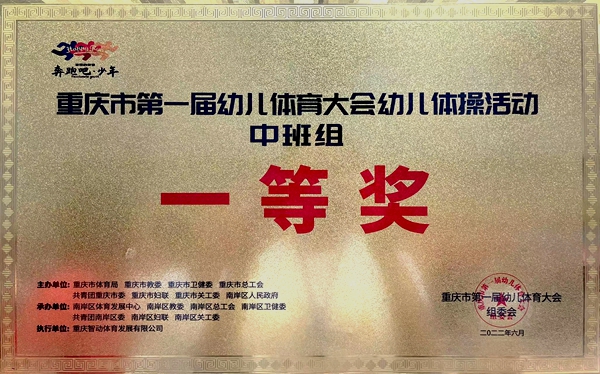 奔跑吧·少年
重庆市第一届幼儿体育大会幼儿体操活动
中班组
一等奖
主办单位: 重庆市体育局 重庆市教委 重庆市卫健委 重庆市总工会
共青团重庆市委 重庆市妇联 重庆市关工委 南岸区人民政府
承办单位: 南岸区体育发展中心 南岸区教委 南岸区总工会 南岸区卫健委
共青团南岸区委 南岸区妇联 南岸区关工委
执行单位: 重庆智动体育发展有限公司
重庆市第一届幼儿体育大会
组委会
二〇二二年六月